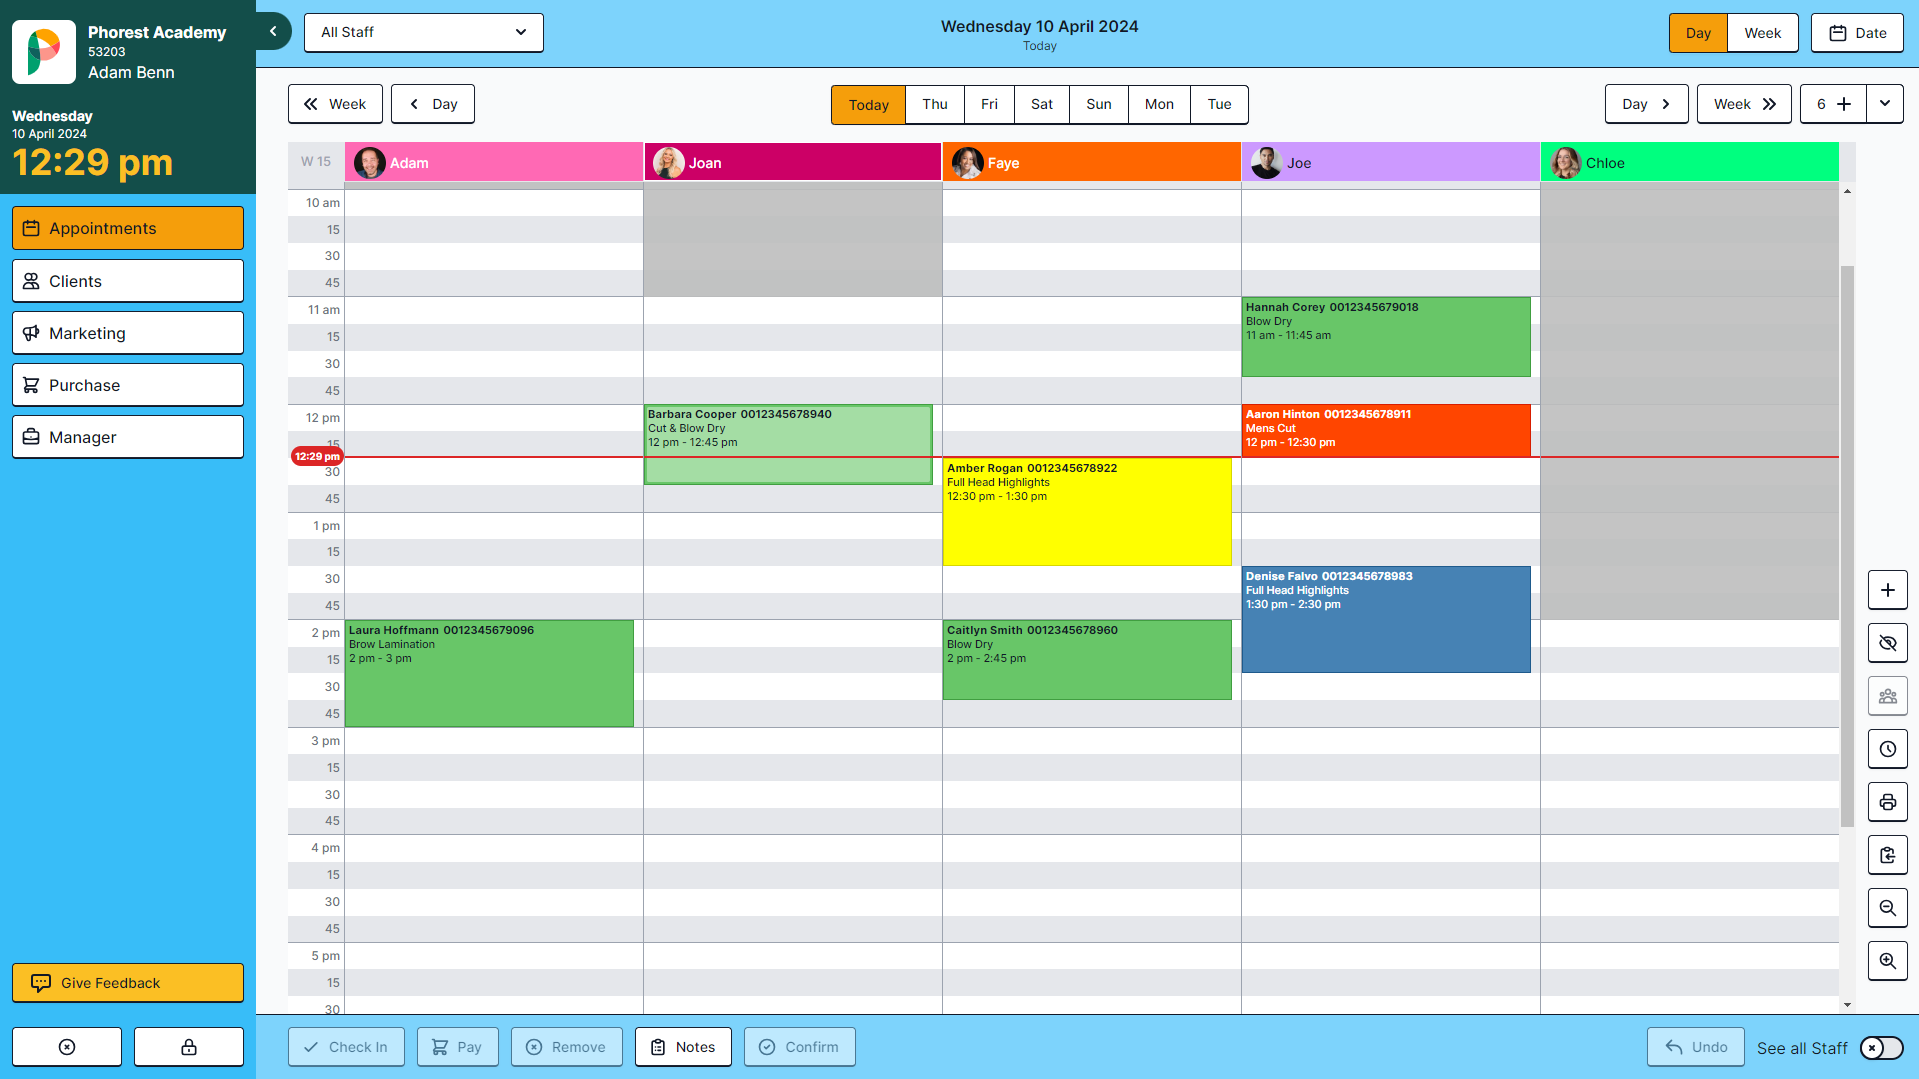 Phorest Academy
53203
Adam Benn
Wednesday
10 April 2024
12:29 pm
Appointments
Clients
Marketing
Purchase
Manager
Give Feedback
All Staff
Wednesday 10 April 2024
Today
Day
Week
Date
Week
Day
Today
Thu
Fri
Sat
Sun
Mon
Tue
Day
Week
6
W 15
Adam
Joan
Faye
Joe
Chloe
10 am
15
30
45
11 am
15
30
45
12 pm
15
12:29 pm
30
45
1 pm
15
30
45
2 pm
15
30
45
3 pm
15
30
45
4 pm
15
30
45
5 pm
15
30
Hannah Corey 0012345679018
Blow Dry
11 am - 11:45 am
Barbara Cooper 0012345678940
Cut & Blow Dry
12 pm - 12:45 pm
Aaron Hinton 0012345678911
Mens Cut
12 pm - 12:30 pm
Amber Rogan 0012345678922
Full Head Highlights
12:30 pm - 1:30 pm
Denise Falvo 0012345678983
Full Head Highlights
1:30 pm - 2:30 pm
Laura Hoffmann 0012345679096
Brow Lamination
2 pm - 3 pm
Caitlyn Smith 0012345678960
Blow Dry
2 pm - 2:45 pm
Check In
Pay
Remove
Notes
Confirm
Undo
See all Staff